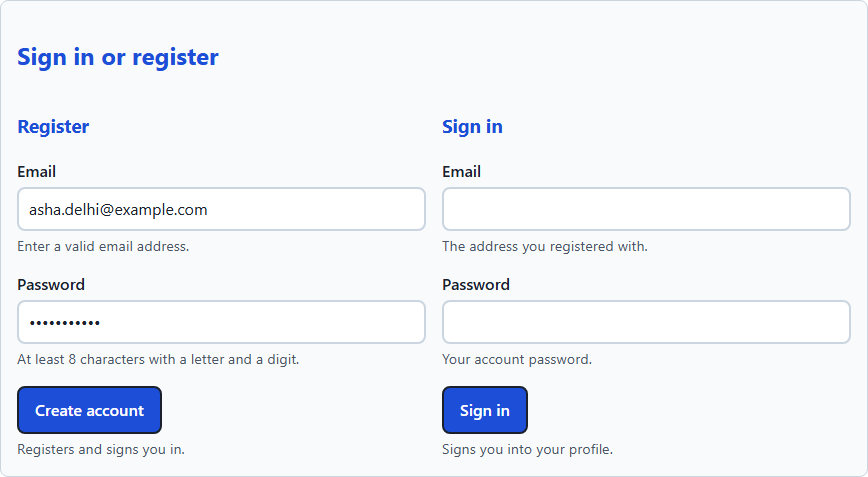 Sign in or register
Register
Email
asha.delhi@example.com
Enter a valid email address.
Password
•••••••••••
At least 8 characters with a letter and a digit.
Create account
Registers and signs you in.
Sign in
Email
The address you registered with.
Password
Your account password.
Sign in
Signs you into your profile.